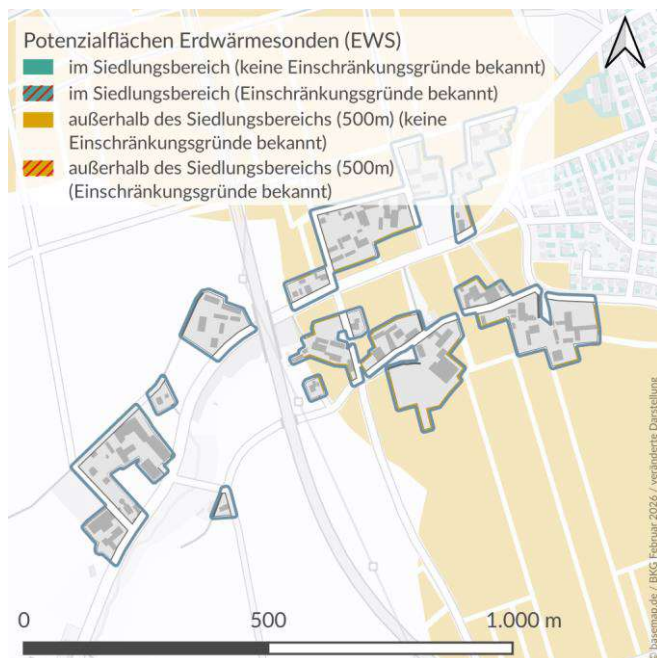 Potenzialflächen Erdwärmesonden (EWS)
im Siedlungsbereich (keine Einschränkungsgründe bekannt)
im Siedlungsbereich (Einschränkungsgründe bekannt)
außerhalb des Siedlungsbereichs (500m) (keine
Einschränkungsgründe bekannt)
außerhalb des Siedlungsbereichs (500m)
(Einschränkungsgründe bekannt)
© basemap.de / BKG Februar 2026 / veränderte Darstellung
0 500 1.000 m